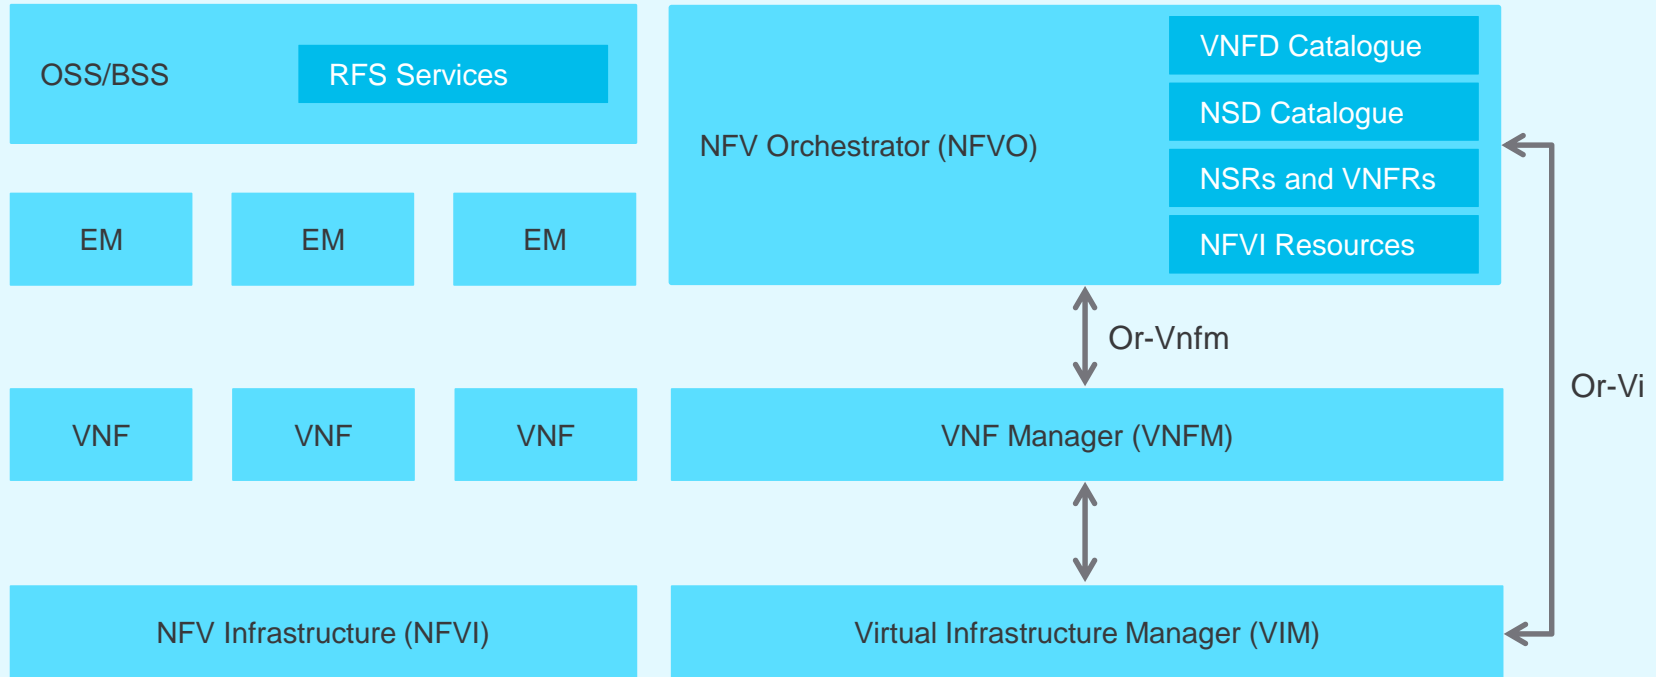 OSS/BSS
RFS Services
EM
EM
EM
VNF
VNF
VNF
NFV Infrastructure (NFVI)
NFV Orchestrator (NFVO)
VNFD Catalogue
NSD Catalogue
NSRs and VNFRs
NFVI Resources
Or-Vnfm
VNF Manager (VNFM)
Virtual Infrastructure Manager (VIM)
Or-Vi